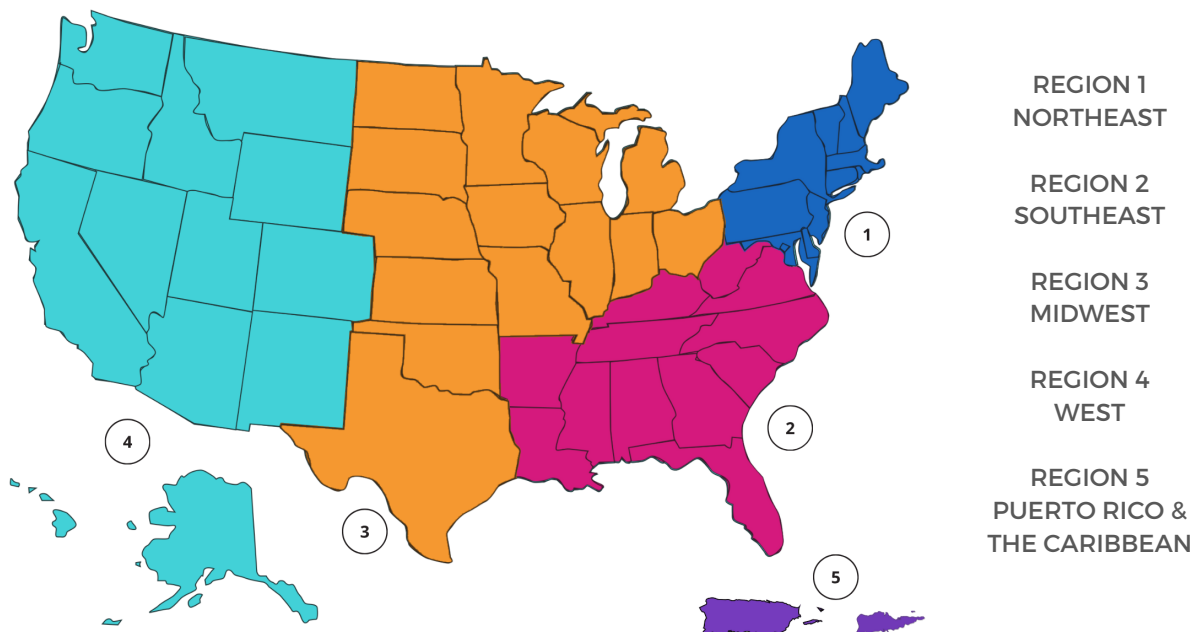 REGION 1
NORTHEAST
REGION 2
SOUTHEAST
REGION 3
MIDWEST
REGION 4
WEST
REGION 5
PUERTO RICO &
THE CARIBBEAN
1
2
4
3
5